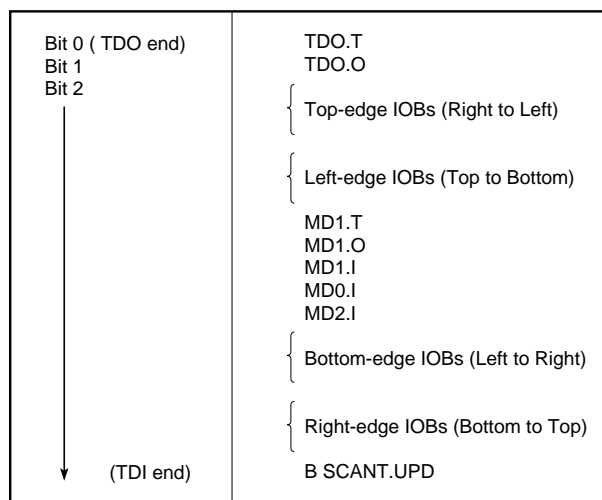 Bit 0 ( TDO end)
Bit 1
Bit 2
(TDI end)
TDO.T
TDO.O
Top-edge IOBs (Right to Left)
Left-edge IOBs (Top to Bottom)
MD1.T
MD1.O
MD1.I
MD0.I
MD2.I
Bottom-edge IOBs (Left to Right)
Right-edge IOBs (Bottom to Top)
B SCANT.UPD